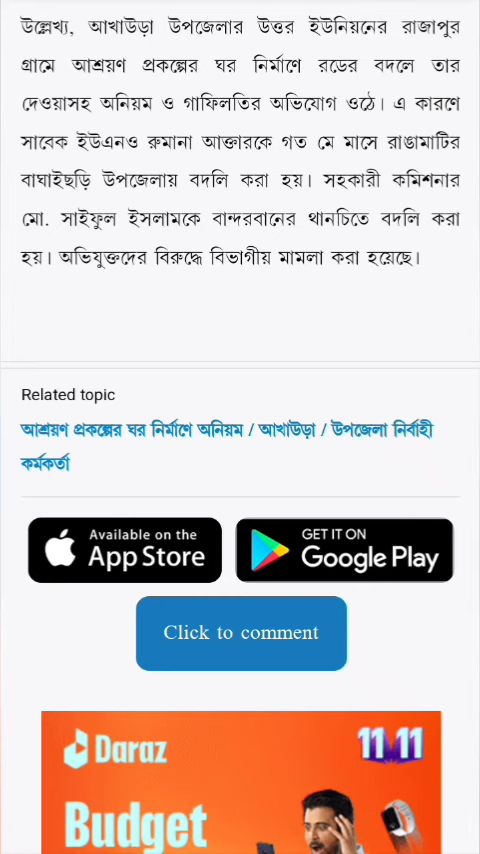 উল্লেখ্য, আখাউড়া উপজেলার উত্তর ইউনিয়নের রাজাপুর
গ্রামে আশ্রয়ণ প্রকল্পের ঘর নির্মাণে রডের বদলে তার
দেওয়াসহ অনিয়ম ও গাফিলতির অভিযোগ ওঠে। এ কারণে
সাবেক ইউএনও রুমানা আক্তারকে গত মে মাসে রাঙামাটির
বাঘাইছড়ি উপজেলায় বদলি করা হয়। সহকারী কমিশনার
মো. সাইফুল ইসলামকে বান্দরবানের থানচিতে বদলি করা
হয়। অভিযুক্তদের বিরুদ্ধে বিভাগীয় মামলা করা হয়েছে।
Related topic
আশ্রয়ণ প্রকল্পের ঘর নির্মাণে অনিয়ম / আখাউড়া / উপজেলা নির্বাহী
কর্মকর্তা
Available on the
App Store
GET IT ON
Google Play
Click to comment
Daraz
11 11
Budget